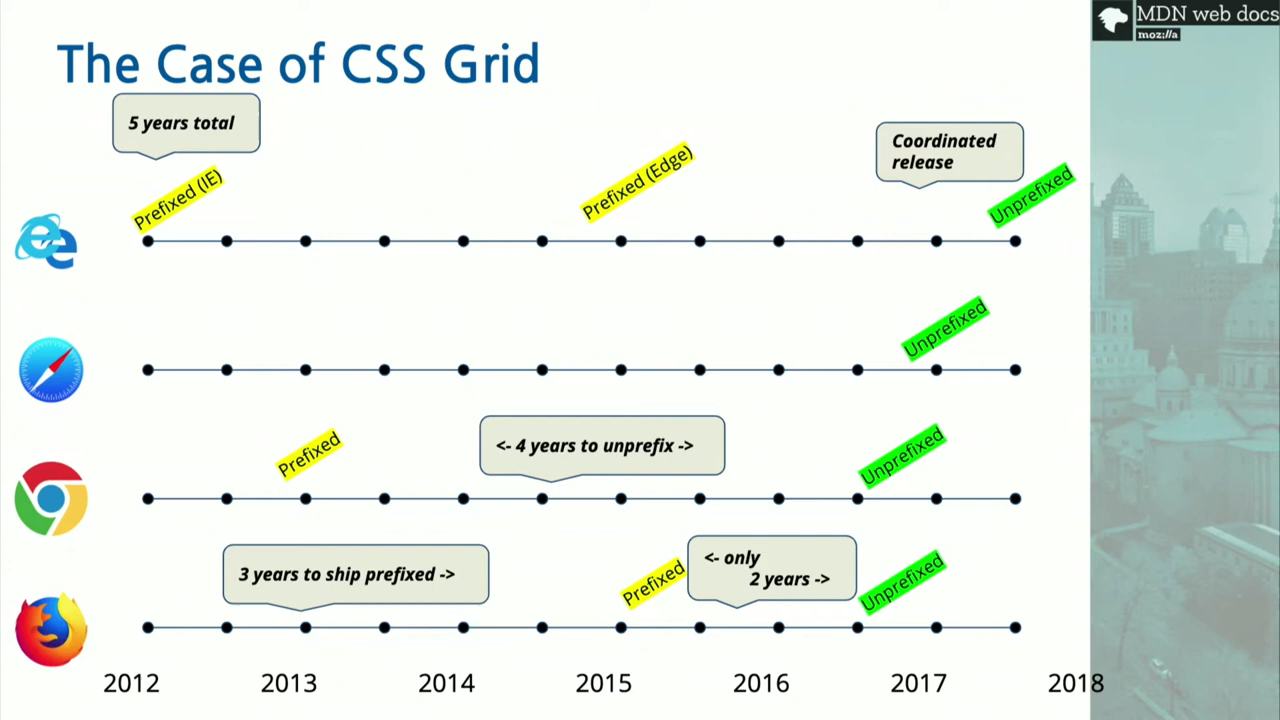 MDN web docs
moz://a
The Case of CSS Grid
5 years total
Coordinated
release
Prefixed (IE)
Prefixed (Edge)
Unprefixed
Unprefixed
Prefixed
<- 4 years to unprefix ->
Unprefixed
3 years to ship prefixed ->
Prefixed
<- only
2 years ->
Unprefixed
2012 2013 2014 2015 2016 2017 2018